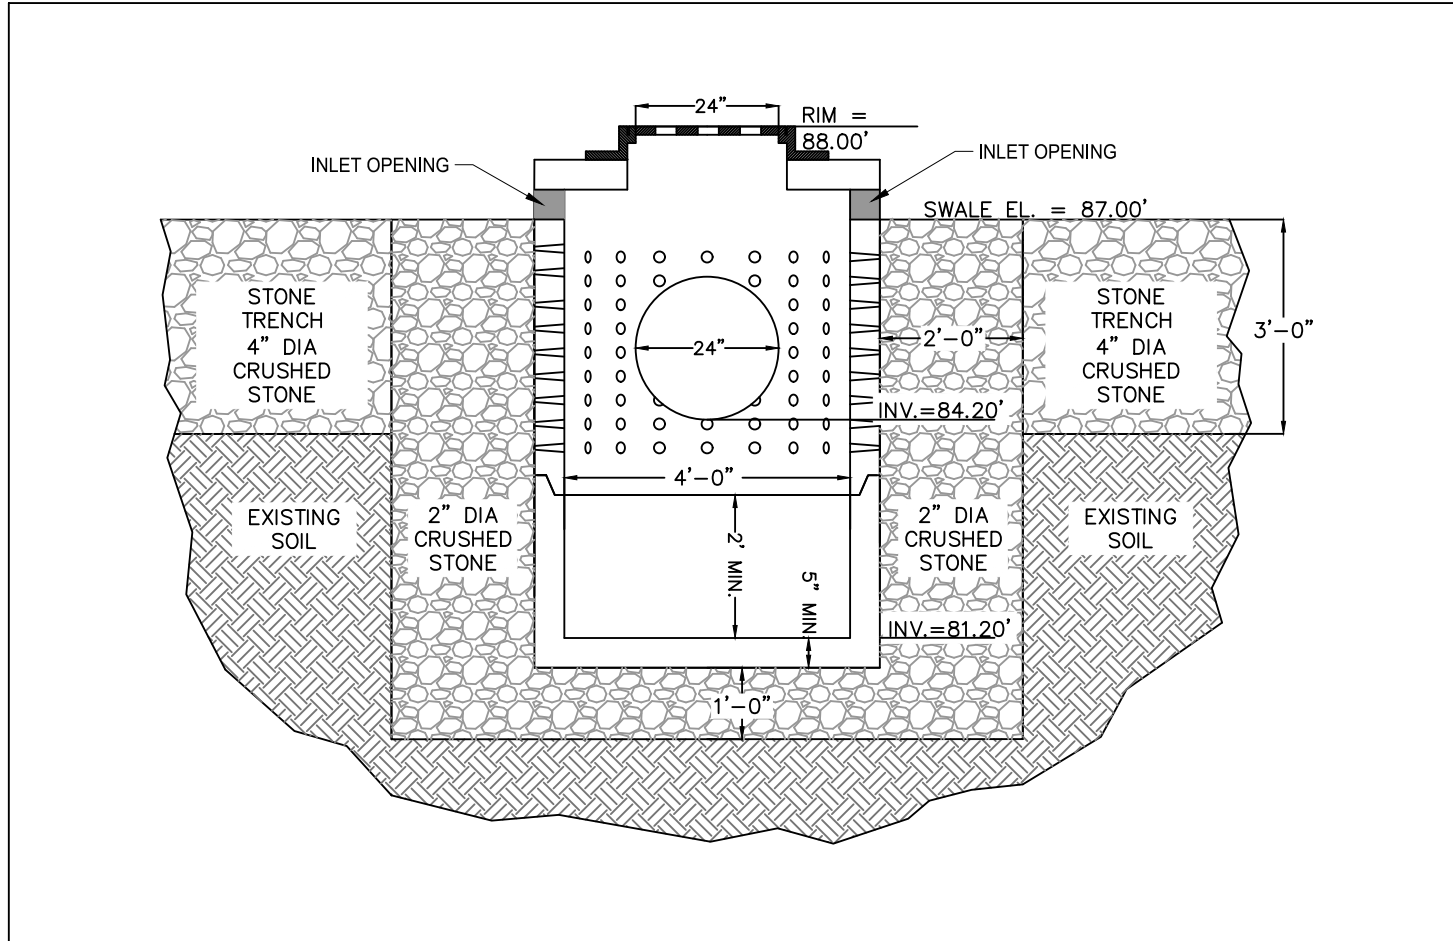 24”
RIM =
88.00’
INLET OPENING
INLET OPENING
SWALE EL. = 87.00’
STONE
TRENCH
4” DIA
CRUSHED
STONE
24”
2’-0”
STONE
TRENCH
4” DIA
CRUSHED
STONE
3’-0”
INV.=84.20’
4’-0”
EXISTING
SOIL
2” DIA
CRUSHED
STONE
2’ MIN.
5” MIN.
2” DIA
CRUSHED
STONE
EXISTING
SOIL
INV.=81.20’
1’-0”